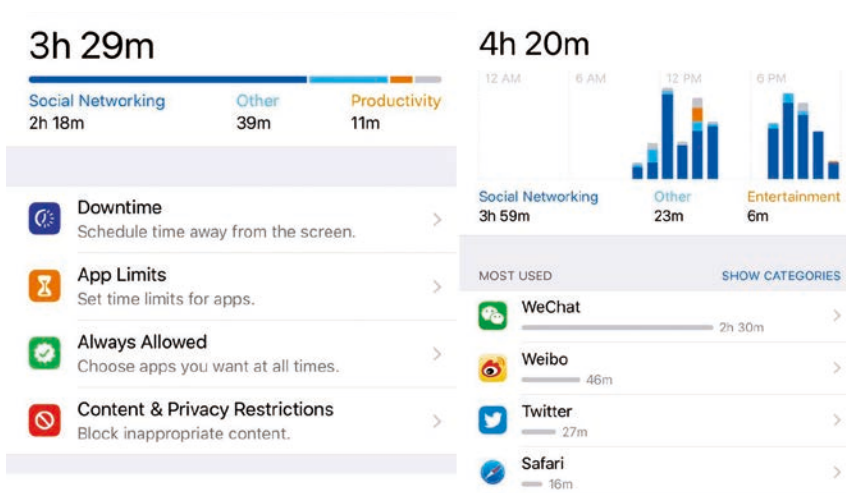 3h 29m
Social Networking Other Productivity
2h 18m 39m 11m
Downtime
Schedule time away from the screen.
App Limits
Set time limits for apps.
Always Allowed
Choose apps you want at all times.
Content & Privacy Restrictions
Block inappropriate content.
4h 20m
12 AM 6 AM 12 PM 6 PM
Social Networking Other Entertainment
3h 59m 23m 6m
MOST USED SHOW CATEGORIES
WeChat
2h 30m
Weibo
46m
Twitter
27m
Safari
16m